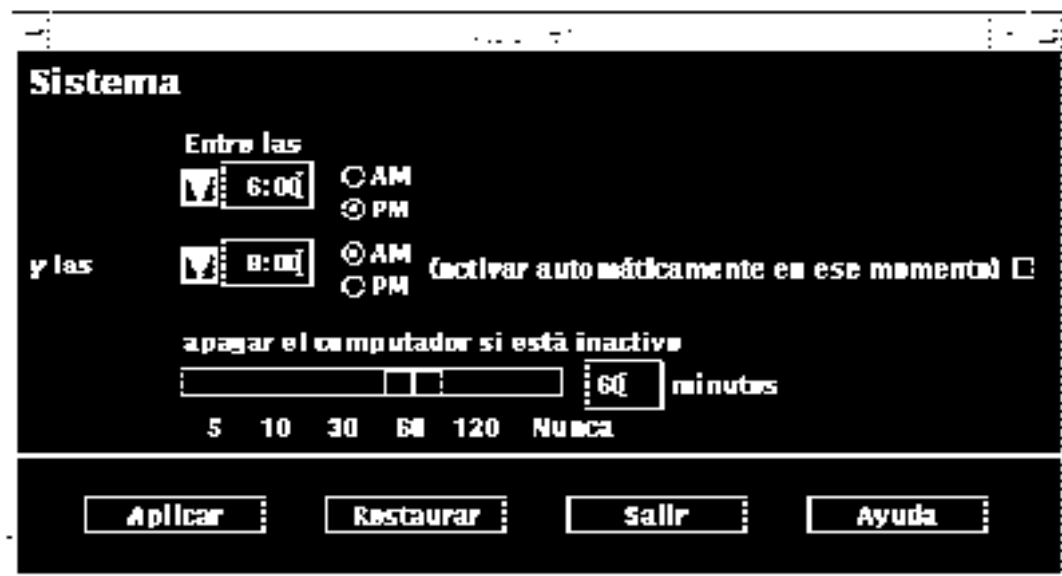 Sistema
Entre las
6:00
AM
PM
y las
8:00
AM
PM
(activar automáticamente en ese momento)
apagar el computador si está inactivo
60 minutos
5 10 30 60 120 Nunca
Aplicar Restaurar Salir Ayuda